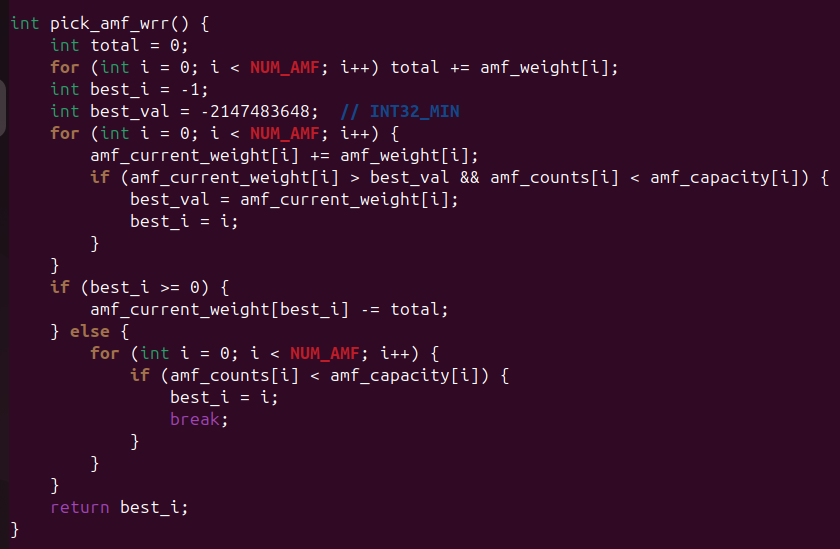 int pick_amf_wrr() {
    int total = 0;
    for (int i = 0; i < NUM_AMF; i++) total += amf_weight[i];
    int best_i = -1;
    int best_val = -2147483648;  // INT32_MIN
    for (int i = 0; i < NUM_AMF; i++) {
        amf_current_weight[i] += amf_weight[i];
        if (amf_current_weight[i] > best_val && amf_counts[i] < amf_capacity[i]) {
            best_val = amf_current_weight[i];
            best_i = i;
        }
    }
    if (best_i >= 0) {
        amf_current_weight[best_i] -= total;
    } else {
        for (int i = 0; i < NUM_AMF; i++) {
            if (amf_counts[i] < amf_capacity[i]) {
                best_i = i;
                break;
            }
        }
    }
    return best_i;
}